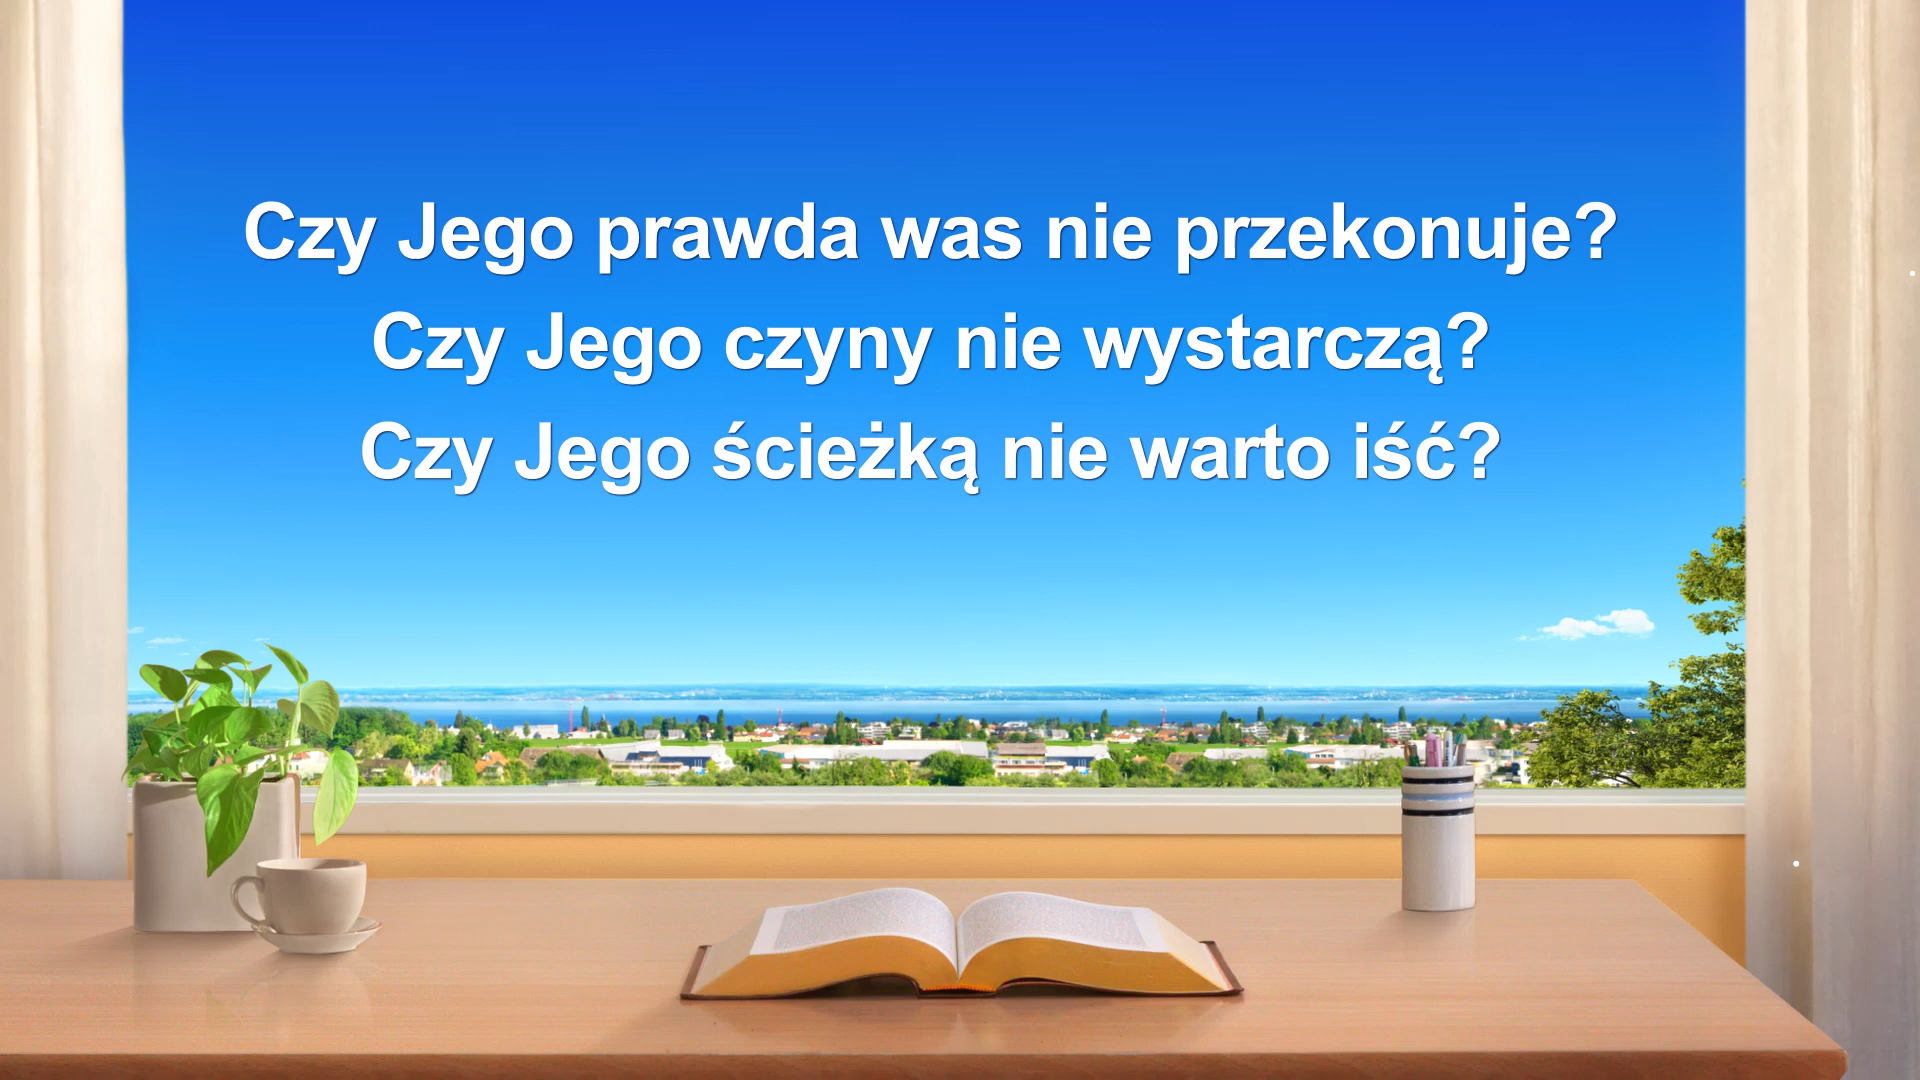 Czy Jego prawda was nie przekonuje?
Czy Jego czyny nie wystarczą?
Czy Jego ścieżką nie warto iść?